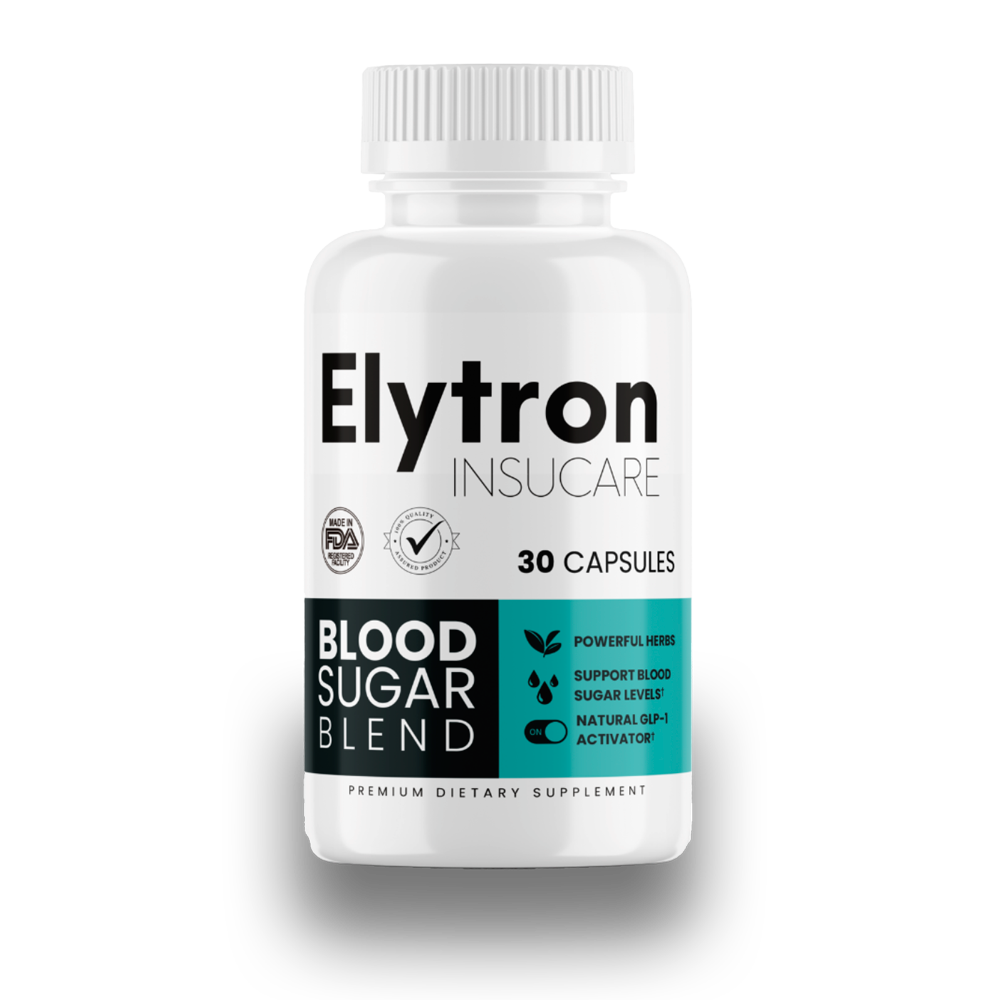 Elytron
INSUCARE
MADE IN
FDA
REGISTERED
FACILITY
100% QUALITY
ASSURED PRODUCT
30 CAPSULES
BLOOD
SUGAR
BLEND
POWERFUL HERBS
SUPPORT BLOOD
SUGAR LEVELS†
ON
NATURAL GLP-1
ACTIVATOR†
PREMIUM DIETARY SUPPLEMENT